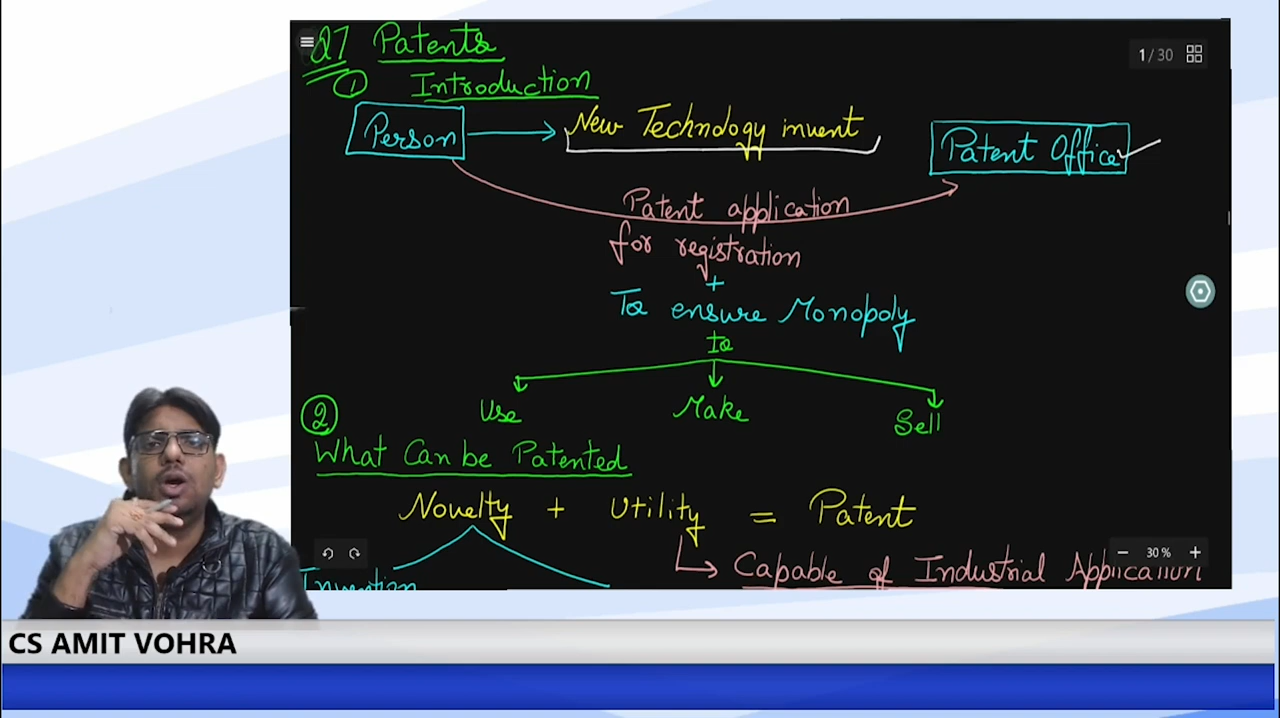 27 Patents
① Introduction
Person → New Technology invent
Patent Office
Patent application
for registration
+
To ensure Monopoly
to
Use Make Sell
②
What Can be Patented
Novelty + Utility = Patent
Capable of Industrial Application
Invention
1 / 30
30 %
CS AMIT VOHRA